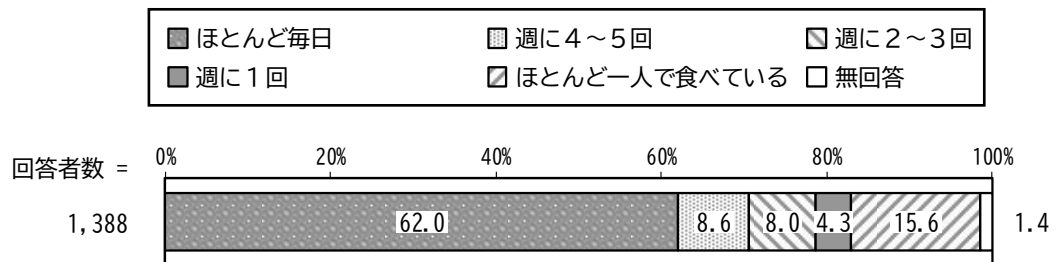 ほとんど毎日 週に４～５回 週に２～３回
週に１回 ほとんど一人で食べている 無回答
回答者数 = 0% 20% 40% 60% 80% 100%
1,388 62.0 8.6 8.0 4.3 15.6 1.4